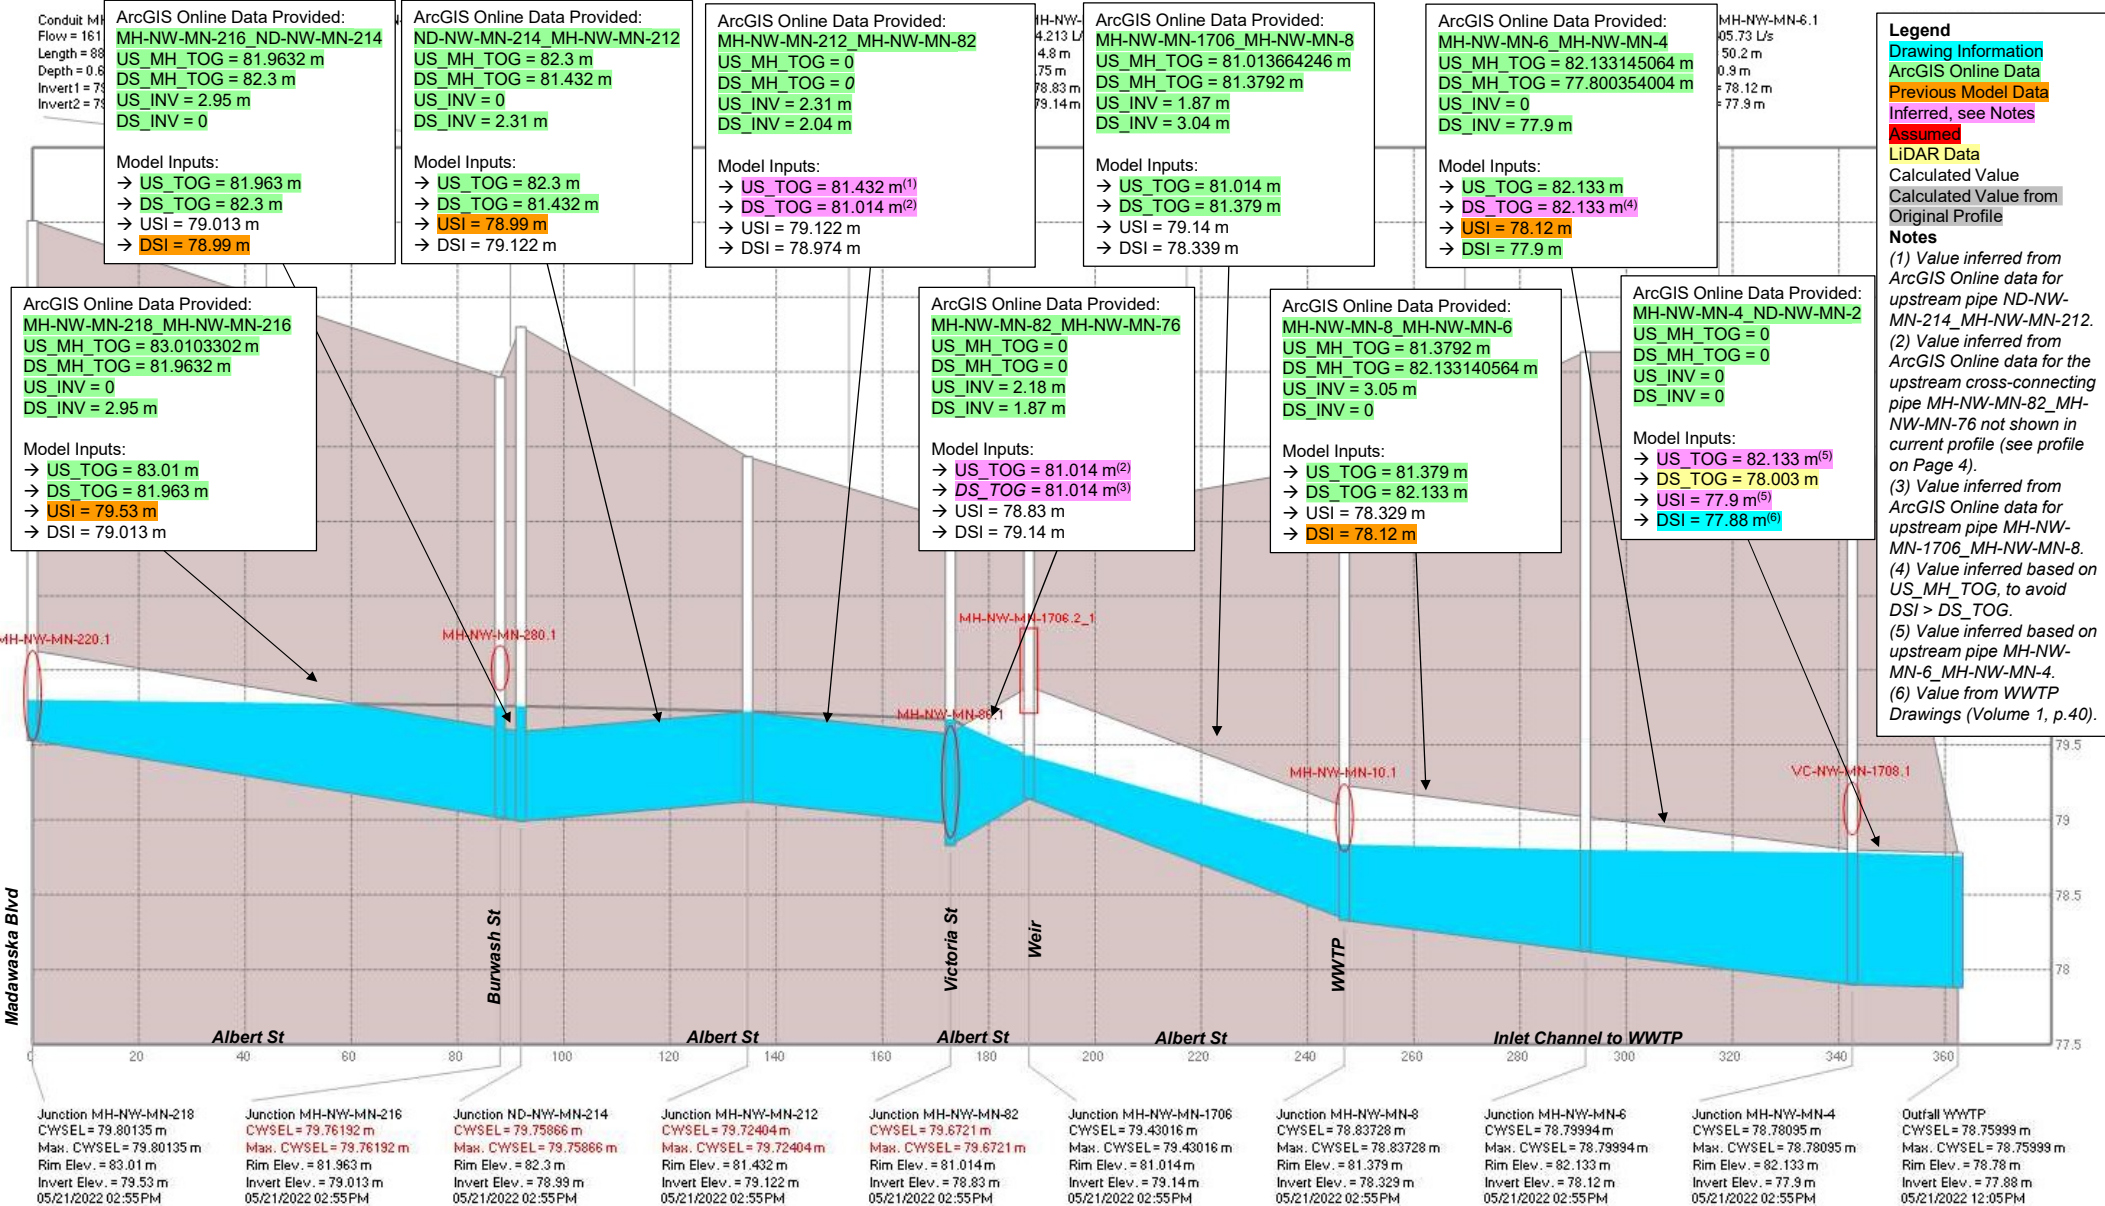 Conduit MH
Flow = 161
Length = 88
Depth = 0.6
Invert1 = 79
Invert2 = 79
ArcGIS Online Data Provided:
MH-NW-MN-216_ND-NW-MN-214
US_MH_TOG = 81.9632 m
DS_MH_TOG = 82.3 m
US_INV = 2.95 m
DS_INV = 0
Model Inputs:
→ US_TOG = 81.963 m
→ DS_TOG = 82.3 m
→ USI = 79.013 m
→ DSI = 78.99 m
ArcGIS Online Data Provided:
ND-NW-MN-214_MH-NW-MN-212
US_MH_TOG = 82.3 m
DS_MH_TOG = 81.432 m
US_INV = 0
DS_INV = 2.31 m
Model Inputs:
→ US_TOG = 82.3 m
→ DS_TOG = 81.432 m
→ USI = 78.99 m
→ DSI = 79.122 m
ArcGIS Online Data Provided:
MH-NW-MN-212_MH-NW-MN-82
US_MH_TOG = 0
DS_MH_TOG = 0
US_INV = 2.31 m
DS_INV = 2.04 m
Model Inputs:
→ US_TOG = 81.432 m(1)
→ DS_TOG = 81.014 m(2)
→ USI = 79.122 m
→ DSI = 78.974 m
MH-NW-
4.213 L/
4.8 m
.75 m
78.83 m
79.14 m
ArcGIS Online Data Provided:
MH-NW-MN-1706_MH-NW-MN-8
US_MH_TOG = 81.013664246 m
DS_MH_TOG = 81.3792 m
US_INV = 1.87 m
DS_INV = 3.04 m
Model Inputs:
→ US_TOG = 81.014 m
→ DS_TOG = 81.379 m
→ USI = 79.14 m
→ DSI = 78.339 m
ArcGIS Online Data Provided:
MH-NW-MN-6_MH-NW-MN-4
US_MH_TOG = 82.133145064 m
DS_MH_TOG = 77.800354004 m
US_INV = 0
DS_INV = 77.9 m
Model Inputs:
→ US_TOG = 82.133 m
→ DS_TOG = 82.133 m(4)
→ USI = 78.12 m
→ DSI = 77.9 m
MH-NW-MN-6.1
05.73 L/s
50.2 m
0.9 m
= 78.12 m
= 77.9 m
Legend
Drawing Information
ArcGIS Online Data
Previous Model Data
Inferred, see Notes
Assumed
LiDAR Data
Calculated Value
Calculated Value from
Original Profile
Notes
(1) Value inferred from
ArcGIS Online data for
upstream pipe ND-NW-
MN-214_MH-NW-MN-212.
(2) Value inferred from
ArcGIS Online data for the
upstream cross-connecting
pipe MH-NW-MN-82_MH-
NW-MN-76 not shown in
current profile (see profile
on Page 4).
(3) Value inferred from
ArcGIS Online data for
upstream pipe MH-NW-
MN-1706_MH-NW-MN-8.
(4) Value inferred based on
US_MH_TOG, to avoid
DSI > DS_TOG.
(5) Value inferred based on
upstream pipe MH-NW-
MN-6_MH-NW-MN-4.
(6) Value from WWTP
Drawings (Volume 1, p.40).
ArcGIS Online Data Provided:
MH-NW-MN-218_MH-NW-MN-216
US_MH_TOG = 83.0103302 m
DS_MH_TOG = 81.9632 m
US_INV = 0
DS_INV = 2.95 m
Model Inputs:
→ US_TOG = 83.01 m
→ DS_TOG = 81.963 m
→ USI = 79.53 m
→ DSI = 79.013 m
ArcGIS Online Data Provided:
MH-NW-MN-82_MH-NW-MN-76
US_MH_TOG = 0
DS_MH_TOG = 0
US_INV = 2.18 m
DS_INV = 1.87 m
Model Inputs:
→ US_TOG = 81.014 m(2)
→ DS_TOG = 81.014 m(3)
→ USI = 78.83 m
→ DSI = 79.14 m
ArcGIS Online Data Provided:
MH-NW-MN-8_MH-NW-MN-6
US_MH_TOG = 81.3792 m
DS_MH_TOG = 82.133140564 m
US_INV = 3.05 m
DS_INV = 0
Model Inputs:
→ US_TOG = 81.379 m
→ DS_TOG = 82.133 m
→ USI = 78.329 m
→ DSI = 78.12 m
ArcGIS Online Data Provided:
MH-NW-MN-4_ND-NW-MN-2
US_MH_TOG = 0
DS_MH_TOG = 0
US_INV = 0
DS_INV = 0
Model Inputs:
→ US_TOG = 82.133 m(5)
→ DS_TOG = 78.003 m
→ USI = 77.9 m(5)
→ DSI = 77.88 m(6)
MH-NW-MN-220.1
MH-NW-MN-280.1
MH-NW-MN-86.1
MH-NW-MN-1706.2_1
MH-NW-MN-10.1
VC-NW-MN-1708.1
79.5
79
78.5
78
77.5
Madawaska Blvd
Burwash St
Victoria St
Weir
WWTP
Albert St
Albert St
Albert St
Albert St
Inlet Channel to WWTP
0 20 40 60 80 100 120 140 160 180 200 220 240 260 280 300 320 340 360
Junction MH-NW-MN-218
CWSEL = 79.80135 m
Max. CWSEL = 79.80135 m
Rim Elev. = 83.01 m
Invert Elev. = 79.53 m
05/21/2022 02:55PM
Junction MH-NW-MN-216
CWSEL = 79.76192 m
Max. CWSEL = 79.76192 m
Rim Elev. = 81.963 m
Invert Elev. = 79.013 m
05/21/2022 02:55PM
Junction ND-NW-MN-214
CWSEL = 79.75866 m
Max. CWSEL = 79.75866 m
Rim Elev. = 82.3 m
Invert Elev. = 78.99 m
05/21/2022 02:55PM
Junction MH-NW-MN-212
CWSEL = 79.72404 m
Max. CWSEL = 79.72404 m
Rim Elev. = 81.432 m
Invert Elev. = 79.122 m
05/21/2022 02:55PM
Junction MH-NW-MN-82
CWSEL = 79.6721 m
Max. CWSEL = 79.6721 m
Rim Elev. = 81.014 m
Invert Elev. = 78.83 m
05/21/2022 02:55PM
Junction MH-NW-MN-1706
CWSEL = 79.43016 m
Max. CWSEL = 79.43016 m
Rim Elev. = 81.014 m
Invert Elev. = 79.14 m
05/21/2022 02:55PM
Junction MH-NW-MN-8
CWSEL = 78.83728 m
Max. CWSEL = 78.83728 m
Rim Elev. = 81.379 m
Invert Elev. = 78.329 m
05/21/2022 02:55PM
Junction MH-NW-MN-6
CWSEL = 78.79994 m
Max. CWSEL = 78.79994 m
Rim Elev. = 82.133 m
Invert Elev. = 78.12 m
05/21/2022 02:55PM
Junction MH-NW-MN-4
CWSEL = 78.78095 m
Max. CWSEL = 78.78095 m
Rim Elev. = 82.133 m
Invert Elev. = 77.9 m
05/21/2022 02:55PM
Outfall WWTP
CWSEL = 78.75999 m
Max. CWSEL = 78.75999 m
Rim Elev. = 78.78 m
Invert Elev. = 77.88 m
05/21/2022 12:05PM